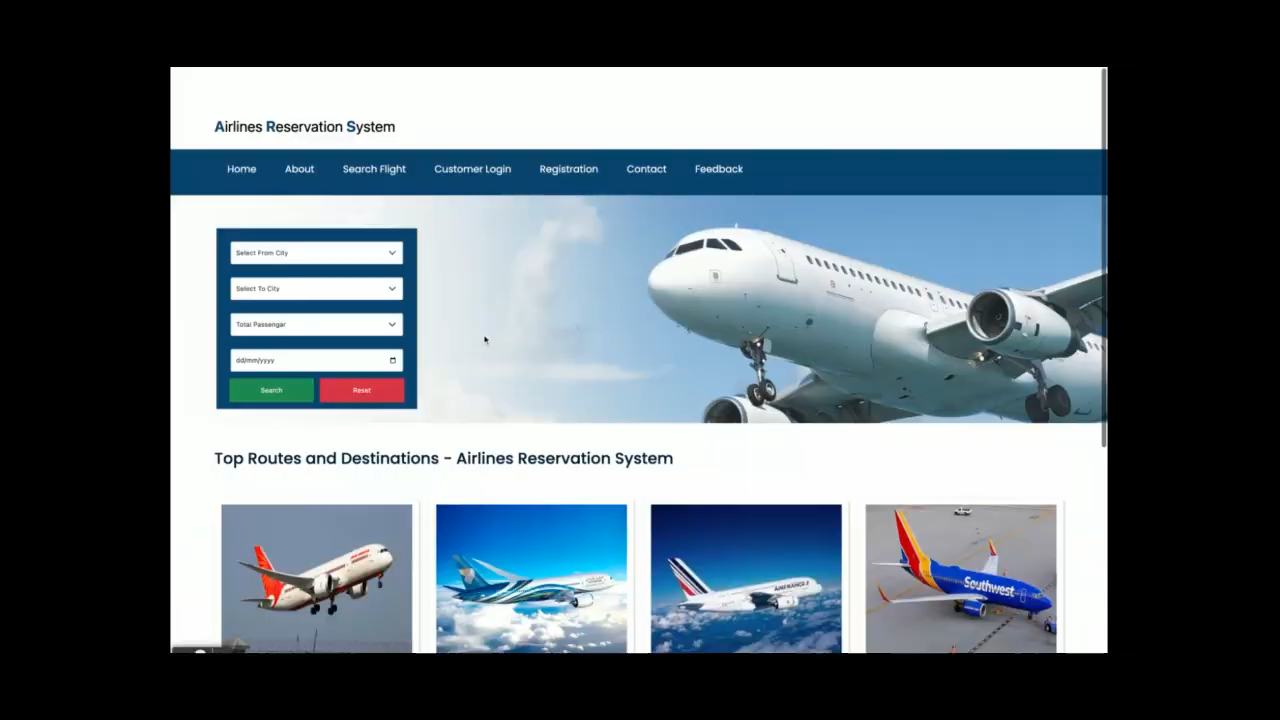 Airlines Reservation System
Home About Search Flight Customer Login Registration Contact Feedback
Select From City
Select To City
Total Passengar
dd/mm/yyyy
Search Reset
Top Routes and Destinations - Airlines Reservation System
AIRFRANCE
Southwest